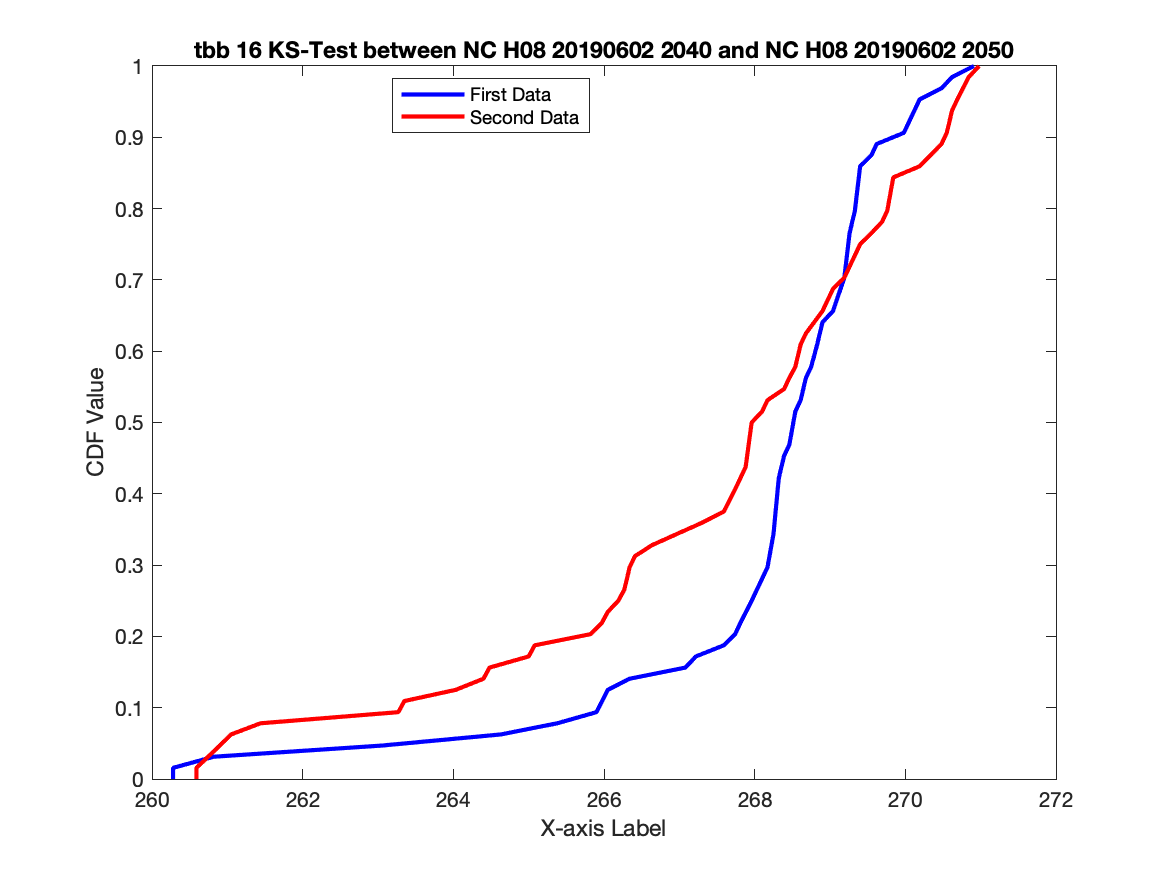 tbb 16 KS-Test between NC H08 20190602 2040 and NC H08 20190602 2050
First Data
Second Data
1
0.9
0.8
0.7
0.6
0.5
0.4
0.3
0.2
0.1
0
CDF Value
260 262 264 266 268 270 272
X-axis Label